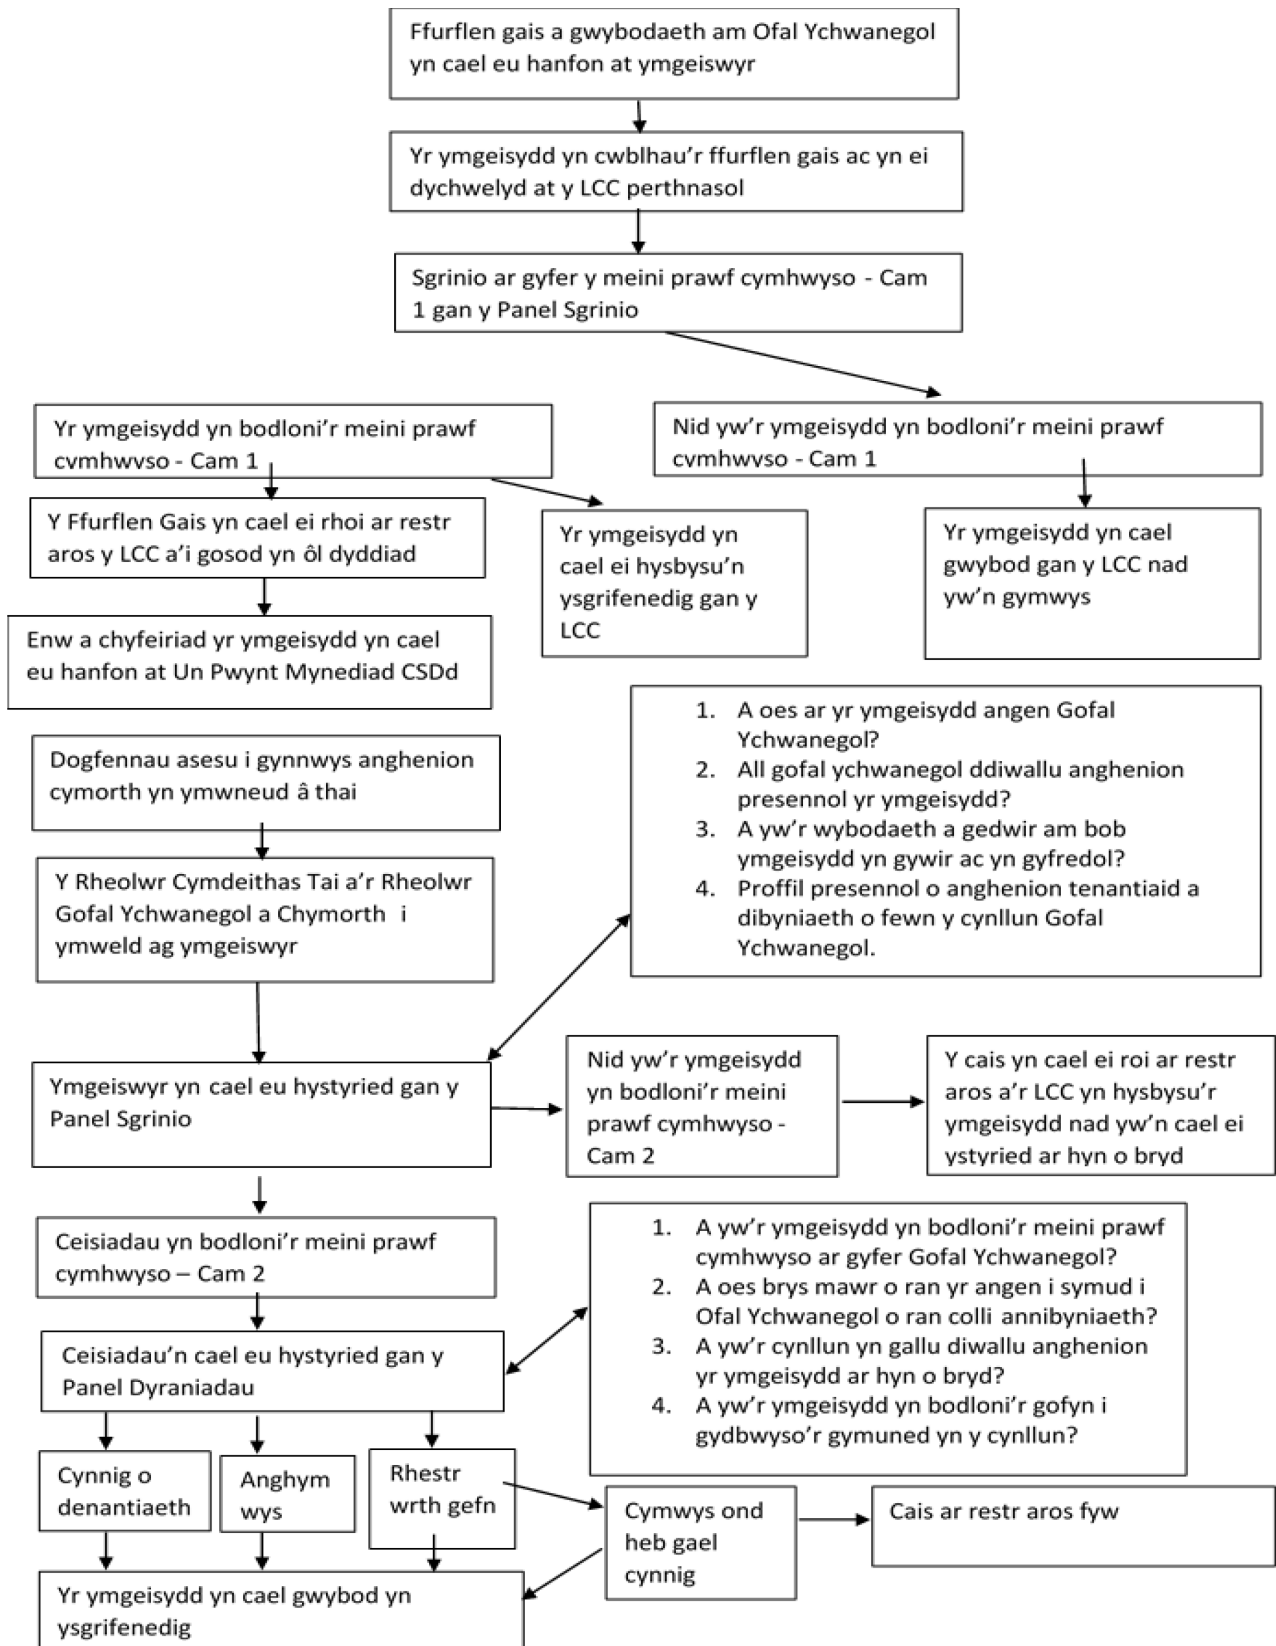 Ffurflen gais a gwybodaeth am Ofal Ychwanegol
yn cael eu hanfon at ymgeiswyr
Yr ymgeisydd yn cwblhau'r ffurflen gais ac yn ei
dychwelyd at y LCC perthnasol
Sgrinio ar gyfer y meini prawf cymhwyso - Cam
1 gan y Panel Sgrinio
Yr ymgeisydd yn bodloni'r meini prawf
cymhwyso - Cam 1
Nid yw'r ymgeisydd yn bodloni'r meini prawf
cymhwyso - Cam 1
Y Ffurflen Gais yn cael ei rhoi ar restr
aros y LCC a'i gosod yn ôl dyddiad
Yr ymgeisydd yn
cael ei hysbysu'n
ysgrifenedig gan y
LCC
Yr ymgeisydd yn cael
gwybod gan y LCC nad
yw'n gymwys
Enw a chyfeiriad yr ymgeisydd yn cael
eu hanfon at Un Pwynt Mynediad CSDd
1. A oes ar yr ymgeisydd angen Gofal
Ychwanegol?
2. All gofal ychwanegol ddiwallu anghenion
presennol yr ymgeisydd?
3. A yw'r wybodaeth a gedwir am bob
ymgeisydd yn gywir ac yn gyfredol?
4. Proffil presennol o anghenion tenantiaid a
dibyniaeth o fewn y cynllun Gofal
Ychwanegol.
Dogfennau asesu i gynnwys anghenion
cymorth yn ymwneud â thai
Y Rheolwr Cymdeithas Tai a'r Rheolwr
Gofal Ychwanegol a Chymorth i
ymweld ag ymgeiswyr
Ymgeiswyr yn cael eu hystyried gan y
Panel Sgrinio
Nid yw'r ymgeisydd
yn bodloni'r meini
prawf cymhwyso -
Cam 2
Y cais yn cael ei roi ar restr
aros a'r LCC yn hysbysu'r
ymgeisydd nad yw'n cael ei
ystyried ar hyn o bryd
Ceisiadau yn bodloni'r meini prawf
cymhwyso – Cam 2
1. A yw'r ymgeisydd yn bodloni'r meini prawf
cymhwyso ar gyfer Gofal Ychwanegol?
2. A oes brys mawr o ran yr angen i symud i
Ofal Ychwanegol o ran colli annibyniaeth?
3. A yw'r cynllun yn gallu diwallu anghenion
yr ymgeisydd ar hyn o bryd?
4. A yw'r ymgeisydd yn bodloni'r gofyn i
gydbwyso'r gymuned yn y cynllun?
Ceisiadau'n cael eu hystyried gan y
Panel Dyraniadau
Cynnig o
denantiaeth
Anghym
wys
Rhestr
wrth gefn
Cymwys ond
heb gael
cynnig
Cais ar restr aros fyw
Yr ymgeisydd yn cael gwybod yn
ysgrifenedig